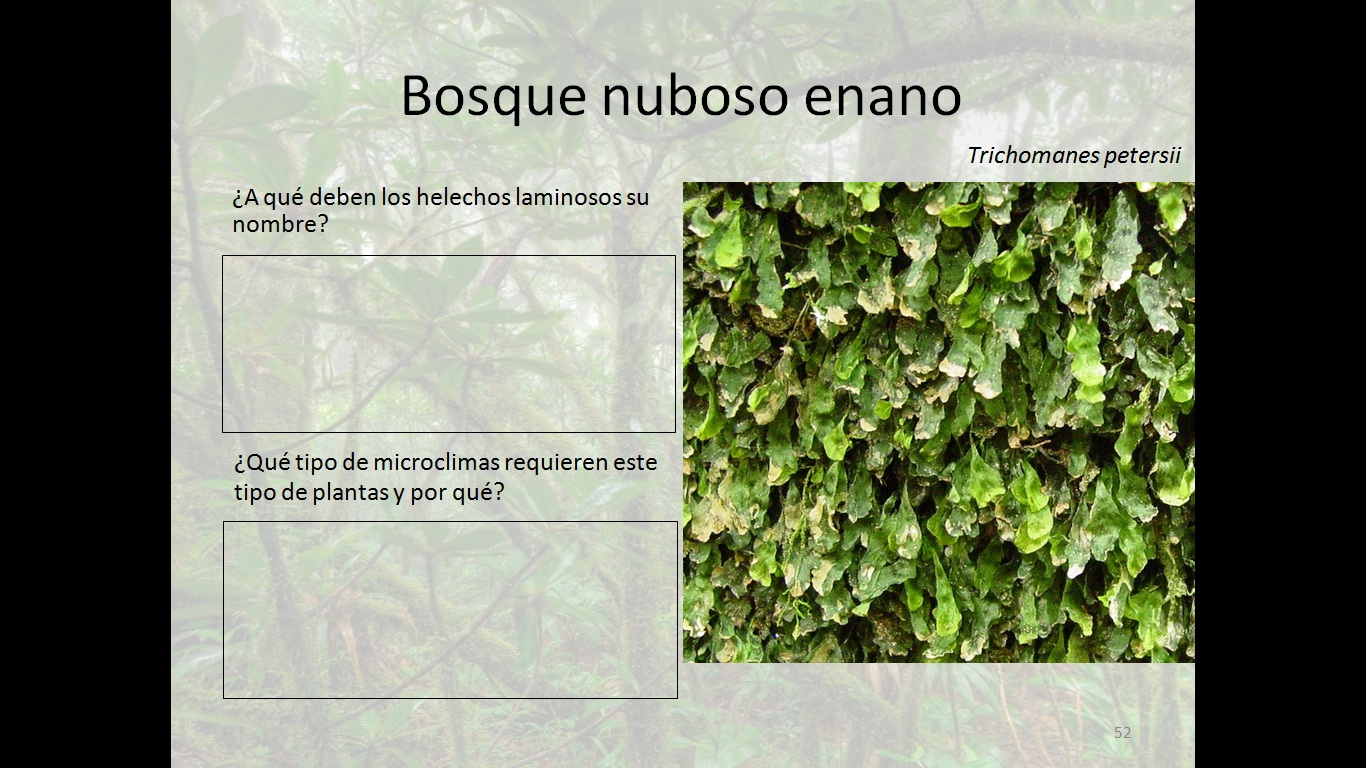 Bosque nuboso enano
Trichomanes petersii
¿A qué deben los helechos laminosos su
nombre?
¿Qué tipo de microclimas requieren este
tipo de plantas y por qué?
52